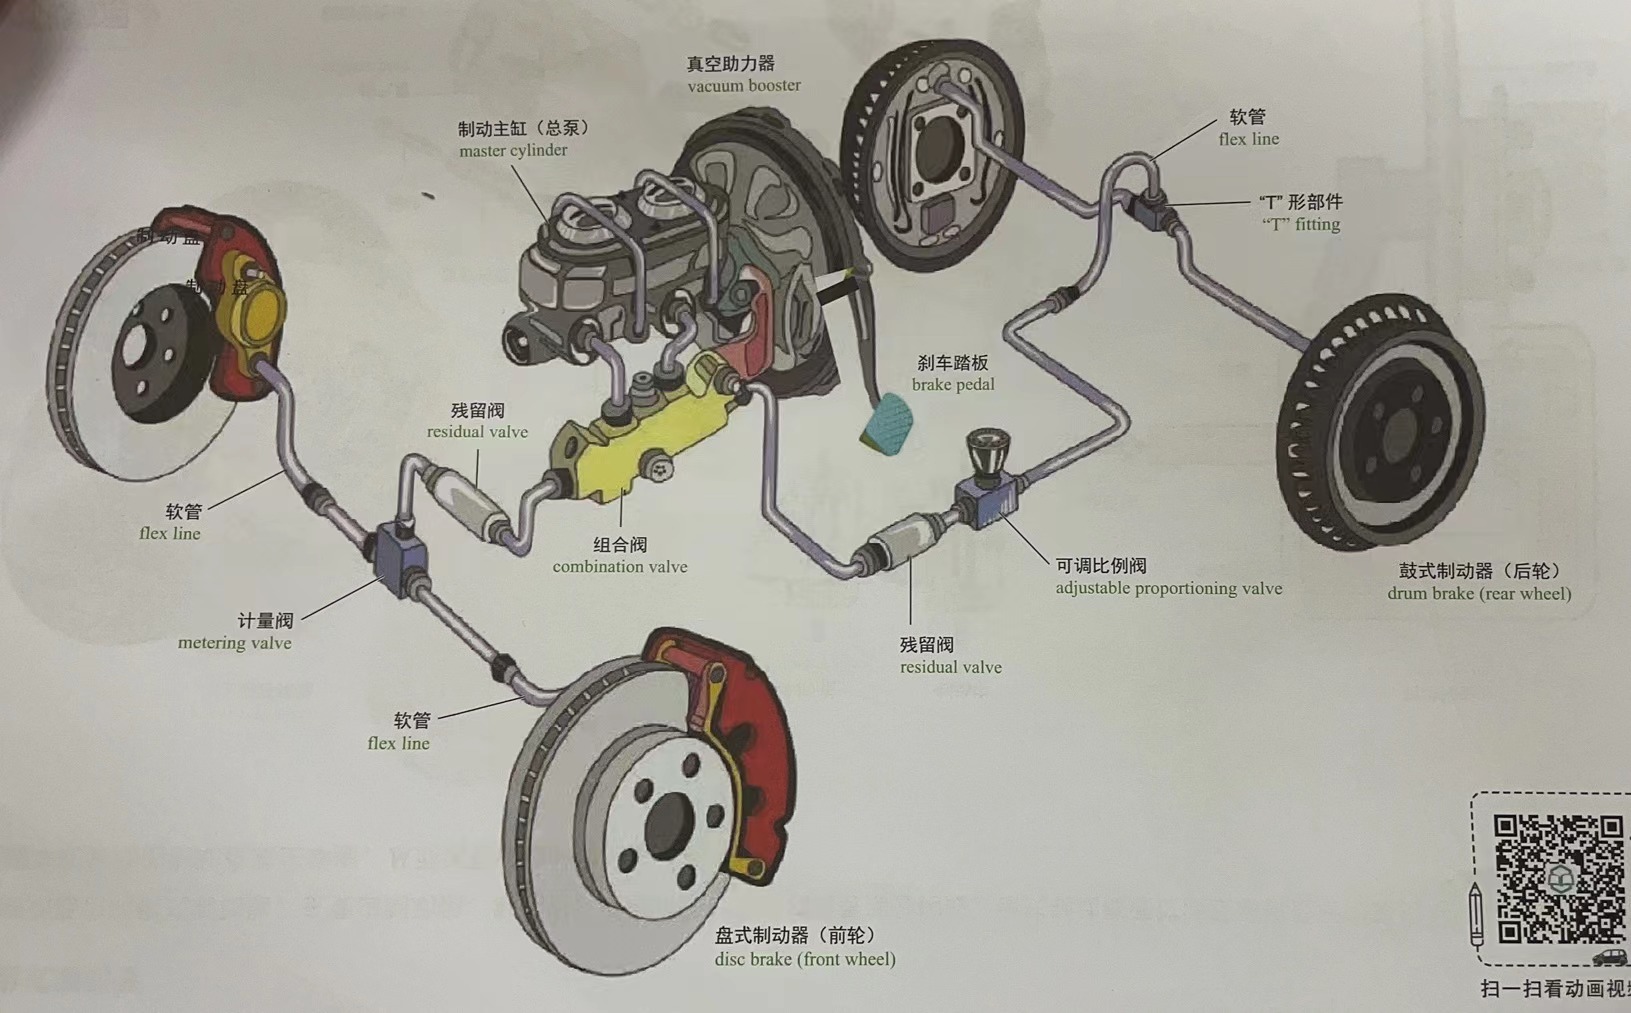 真空助力器
vacuum booster
制动主缸（总泵）
master cylinder
软管
flex line
“T” 形部件
“T” fitting
制动盘
制动盘
刹车踏板
brake pedal
残留阀
residual valve
软管
flex line
组合阀
combination valve
可调比例阀
adjustable proportioning valve
鼓式制动器（后轮）
drum brake (rear wheel)
计量阀
metering valve
残留阀
residual valve
软管
flex line
盘式制动器（前轮）
disc brake (front wheel)
扫一扫看动画视